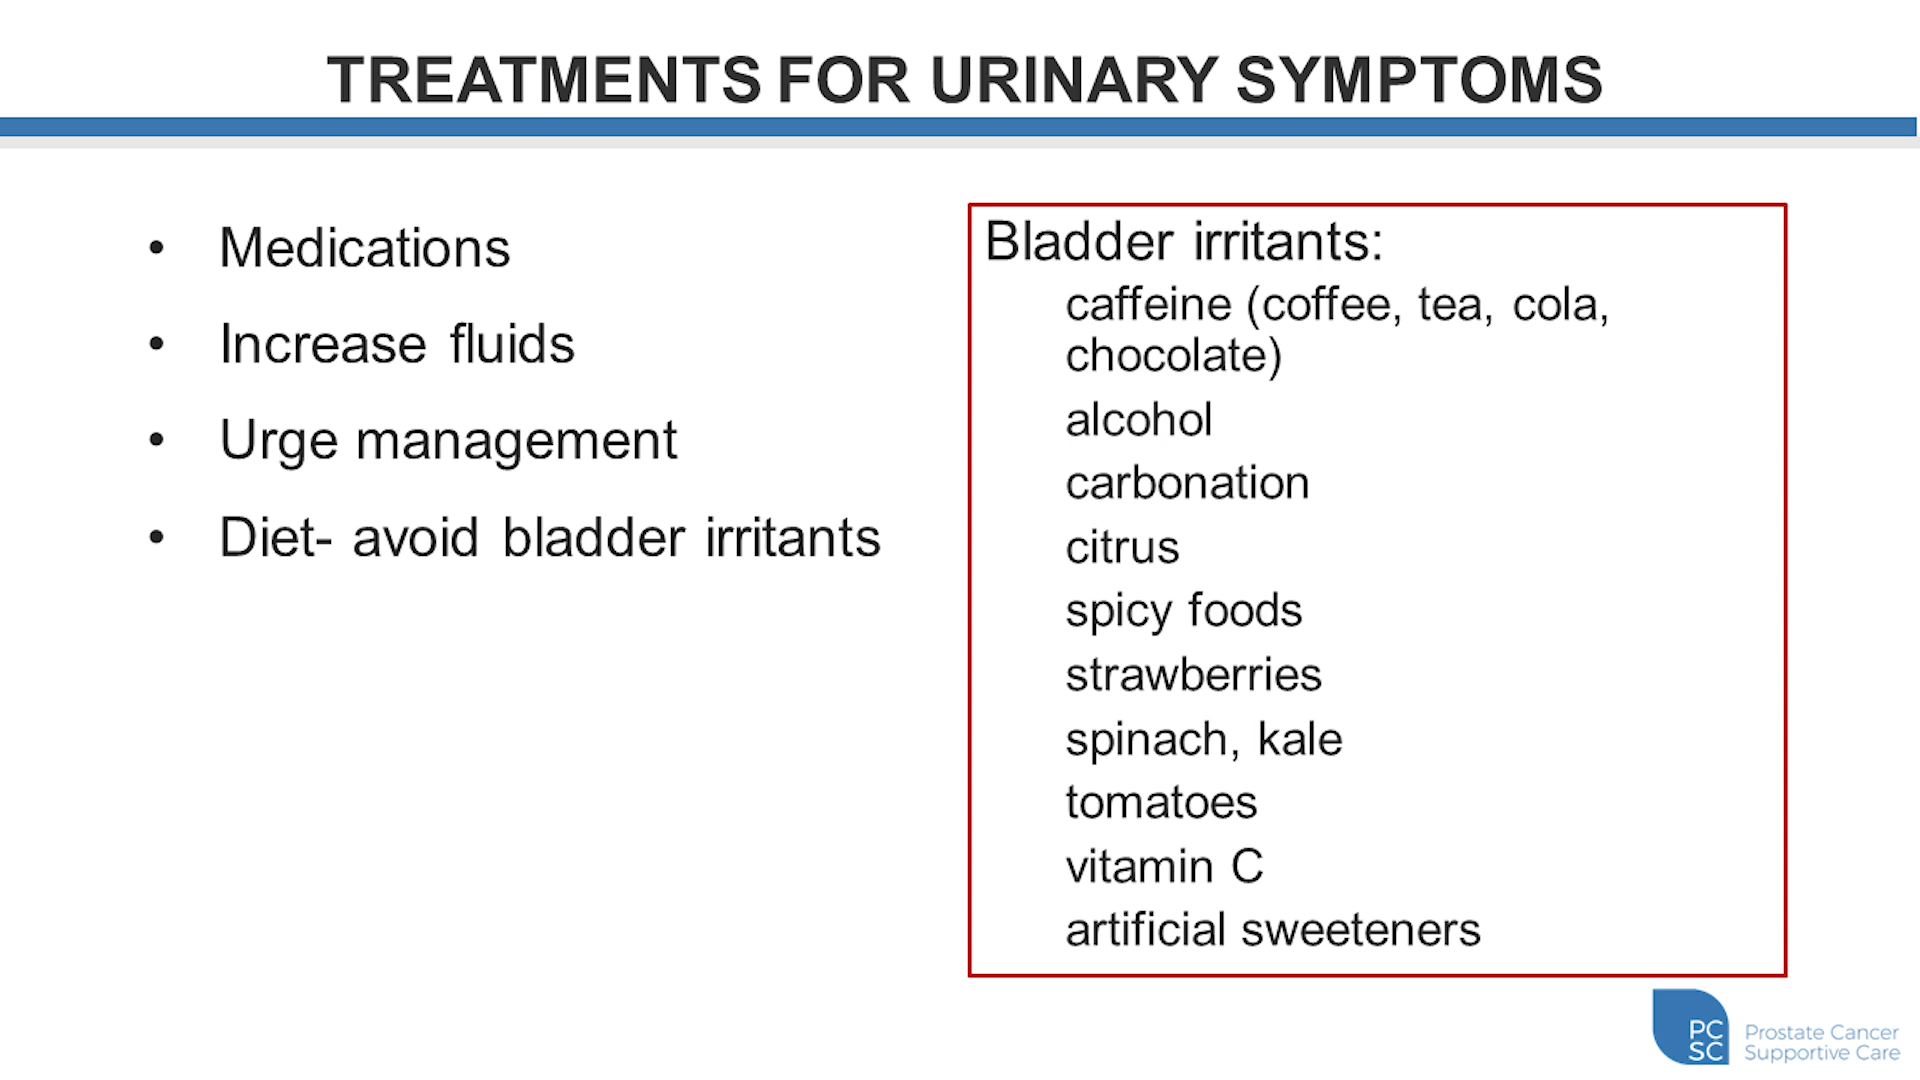 TREATMENTS FOR URINARY SYMPTOMS
• Medications
• Increase fluids
• Urge management
• Diet- avoid bladder irritants
Bladder irritants:
caffeine (coffee, tea, cola,
chocolate)
alcohol
carbonation
citrus
spicy foods
strawberries
spinach, kale
tomatoes
vitamin C
artificial sweeteners
PC
SC
Prostate Cancer
Supportive Care